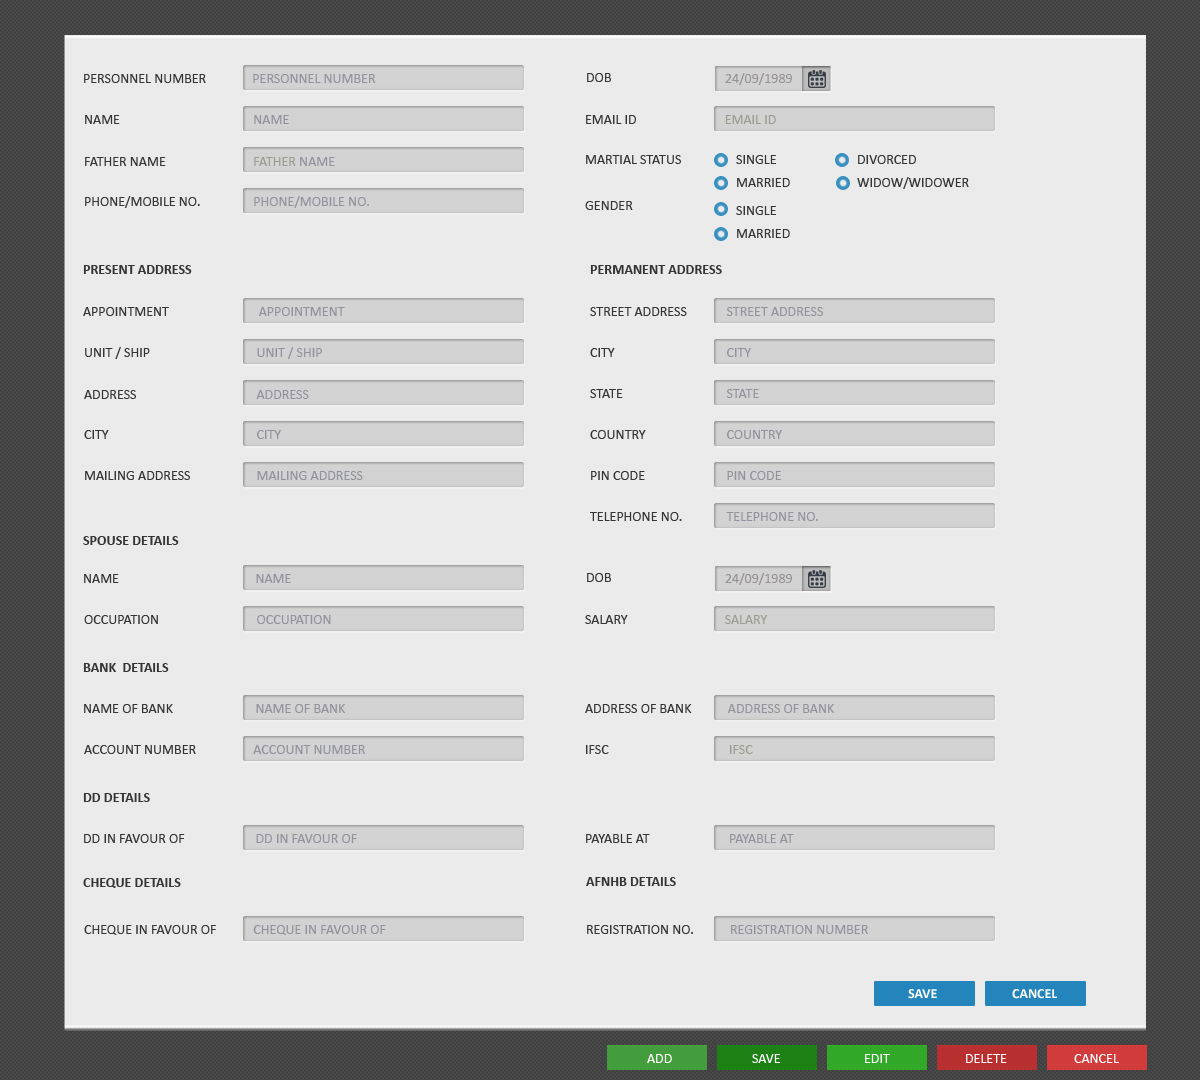 PERSONNEL NUMBER PERSONNEL NUMBER DOB 24/09/1989
NAME NAME EMAIL ID EMAIL ID
FATHER NAME FATHER NAME MARTIAL STATUS SINGLE DIVORCED
MARRIED WIDOW/WIDOWER
PHONE/MOBILE NO. PHONE/MOBILE NO. GENDER SINGLE
MARRIED
PRESENT ADDRESS PERMANENT ADDRESS
APPOINTMENT APPOINTMENT STREET ADDRESS STREET ADDRESS
UNIT / SHIP UNIT / SHIP CITY CITY
ADDRESS ADDRESS STATE STATE
CITY CITY COUNTRY COUNTRY
MAILING ADDRESS MAILING ADDRESS PIN CODE PIN CODE
TELEPHONE NO. TELEPHONE NO.
SPOUSE DETAILS
NAME NAME DOB 24/09/1989
OCCUPATION OCCUPATION SALARY SALARY
BANK DETAILS
NAME OF BANK NAME OF BANK ADDRESS OF BANK ADDRESS OF BANK
ACCOUNT NUMBER ACCOUNT NUMBER IFSC IFSC
DD DETAILS
DD IN FAVOUR OF DD IN FAVOUR OF PAYABLE AT PAYABLE AT
CHEQUE DETAILS AFNHB DETAILS
CHEQUE IN FAVOUR OF CHEQUE IN FAVOUR OF REGISTRATION NO. REGISTRATION NUMBER
SAVE CANCEL
ADD SAVE EDIT DELETE CANCEL